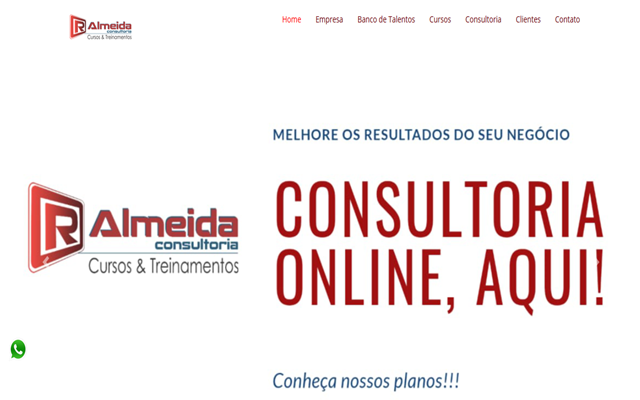 R Almeida
consultoria
Cursos & Treinamentos
Home Empresa Banco de Talentos Cursos Consultoria Clientes Contato
MELHORE OS RESULTADOS DO SEU NEGÓCIO
R Almeida
consultoria
Cursos & Treinamentos
CONSULTORIA
ONLINE, AQUI!
Conheça nossos planos!!!